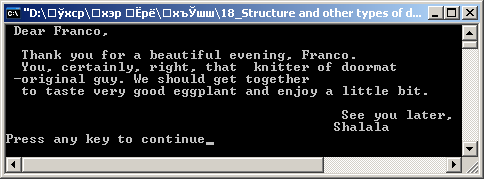 "D:\□ўхср\□хэр □Ёрё\□хъЎшш\18_Structure and other types of d...
Dear Franco,
Thank you for a beautiful evening, Franco.
You, certainly, right, that  knitter of doormat
-original guy. We should get together
to taste very good eggplant and enjoy a little bit.
See you later,
Shalala
Press any key to continue_